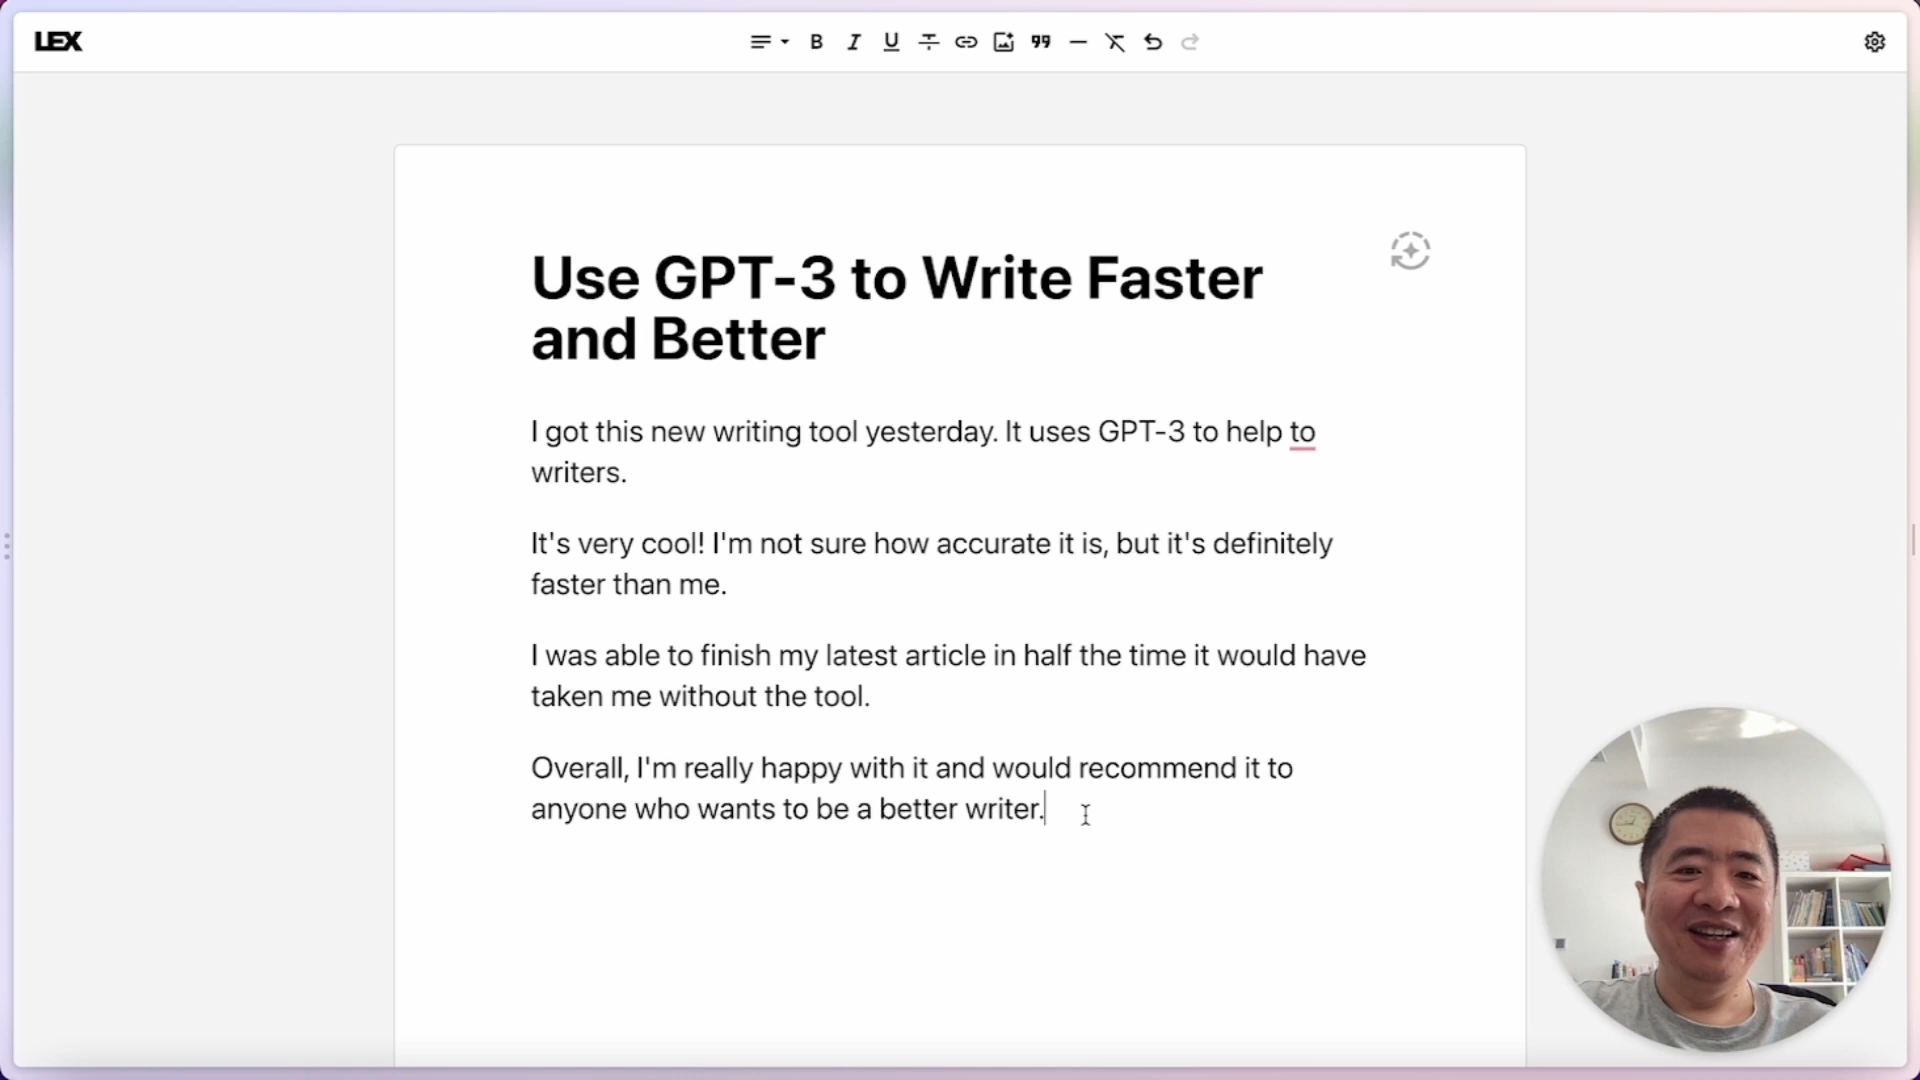 LEX
B I U T 99
Use GPT-3 to Write Faster
and Better
I got this new writing tool yesterday. It uses GPT-3 to help to
writers.
It's very cool! I'm not sure how accurate it is, but it's definitely
faster than me.
I was able to finish my latest article in half the time it would have
taken me without the tool.
Overall, I'm really happy with it and would recommend it to
anyone who wants to be a better writer.